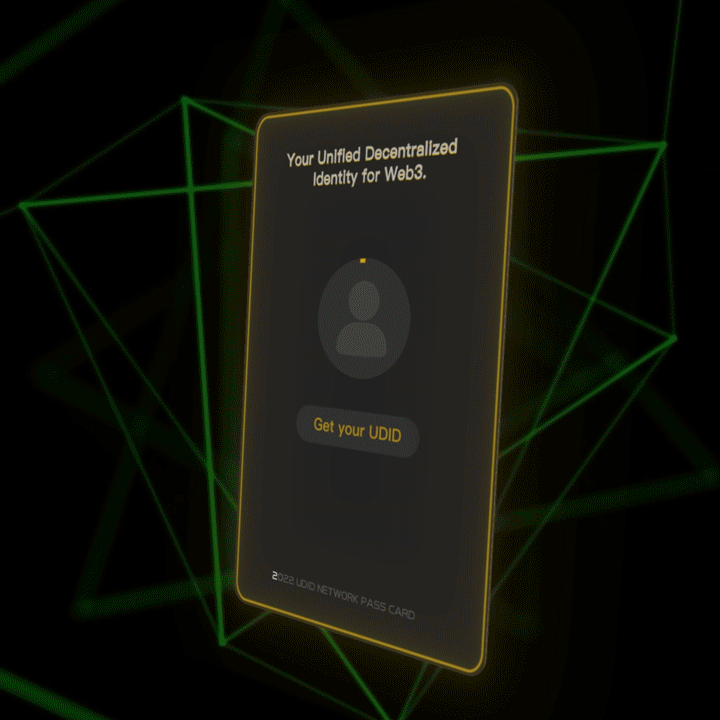 Your Unified Decentralized
Identity for Web3.
Get your UDID
2022 UDID NETWORK PASS CARD